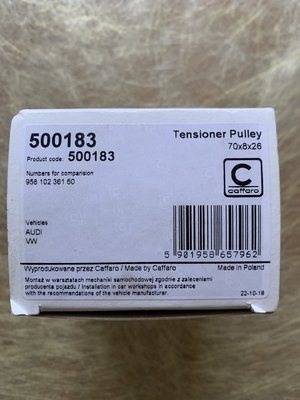 500183
Product code: 500183
Numbers for comparision
958 102 361 50
Tensioner Pulley
70x8x26
C
caffaro
Vehicles
AUDI
VW
5 901958 657962
Wyprodukowane przez Caffaro / Made by Caffaro
Made in Poland
Montaż w warsztatach mechaniki samochodowej zgodnie z zaleceniami
producenta pojazdu / Installation in car workshops in accordance
with the recommendations of the vehicle manufacturer.
22-10-18